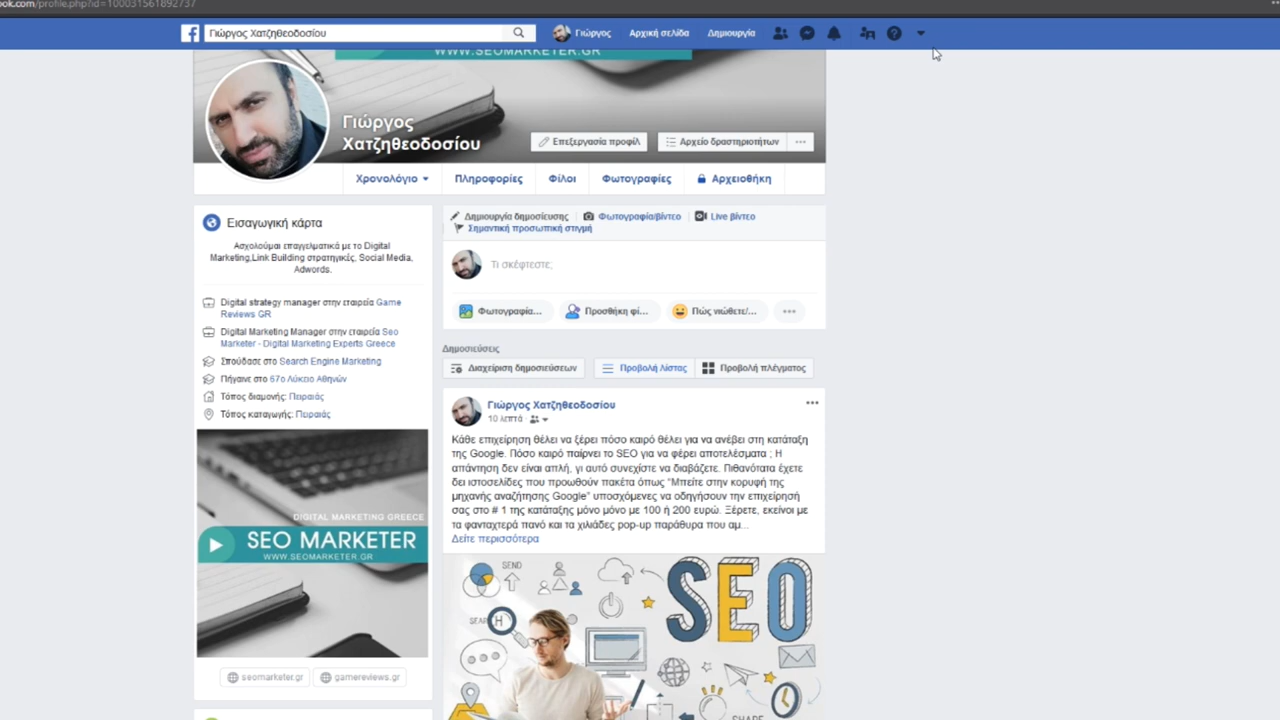 ook.com/profile.php?id=100031561892737
Γιώργος Χατζηθεοδοσίου
Γιώργος
Αρχική σελίδα
Δημιουργία
WWW.SEOMARKETER.GR
Γιώργος
Χατζηθεοδοσίου
Επεξεργασία προφίλ
Αρχείο δραστηριοτήτων
Χρονολόγιο
Πληροφορίες
Φίλοι
Φωτογραφίες
Αρχειοθήκη
Εισαγωγική κάρτα
Ασχολούμαι επαγγελματικά με το Digital
Marketing,Link Building στρατηγικές, Social Media,
Adwords.
Digital strategy manager στην εταιρεία Game
Reviews GR
Digital Marketing Manager στην εταιρεία Seo
Marketer - Digital Marketing Experts Greece
Σπούδασε στο Search Engine Marketing
Πήγαινε στο 67ο Λύκειο Αθηνών
Τόπος διαμονής: Πειραιάς
Τόπος καταγωγής: Πειραιάς
DIGITAL MARKETING GREECE
SEO MARKETER
WWW.SEOMARKETER.GR
seomarketer.gr
gamereviews.gr
Δημιουργία δημοσίευσης
Φωτογραφία/βίντεο
Live βίντεο
Σημαντική προσωπική στιγμή
Τι σκέφτεστε;
Φωτογραφία...
Προσθήκη φί...
Πώς νιώθετε/...
Δημοσιεύσεις
Διαχείριση δημοσιεύσεων
Προβολή λίστας
Προβολή πλέγματος
Γιώργος Χατζηθεοδοσίου
10 λεπτά
Κάθε επιχείρηση θέλει να ξέρει πόσο καιρό θέλει για να ανέβει στη κατάταξη
της Google. Πόσο καιρό παίρνει το SEO για να φέρει αποτελέσματα ; Η
απάντηση δεν είναι απλή, γι αυτό συνεχίστε να διαβάζετε. Πιθανότατα έχετε
δει ιστοσελίδες που προωθούν πακέτα όπως "Μπείτε στην κορυφή της
μηχανής αναζήτησης Google" υποσχόμενες να οδηγήσουν την επιχείρησή
σας στο # 1 της κατάταξης μόνο μόνο με 100 ή 200 ευρώ. Ξέρετε, εκείνοι με
τα φανταχτερά πανό και τα χιλιάδες pop-up παράθυρα που αμ...
Δείτε περισσότερα
SEND
SEO
SHARE